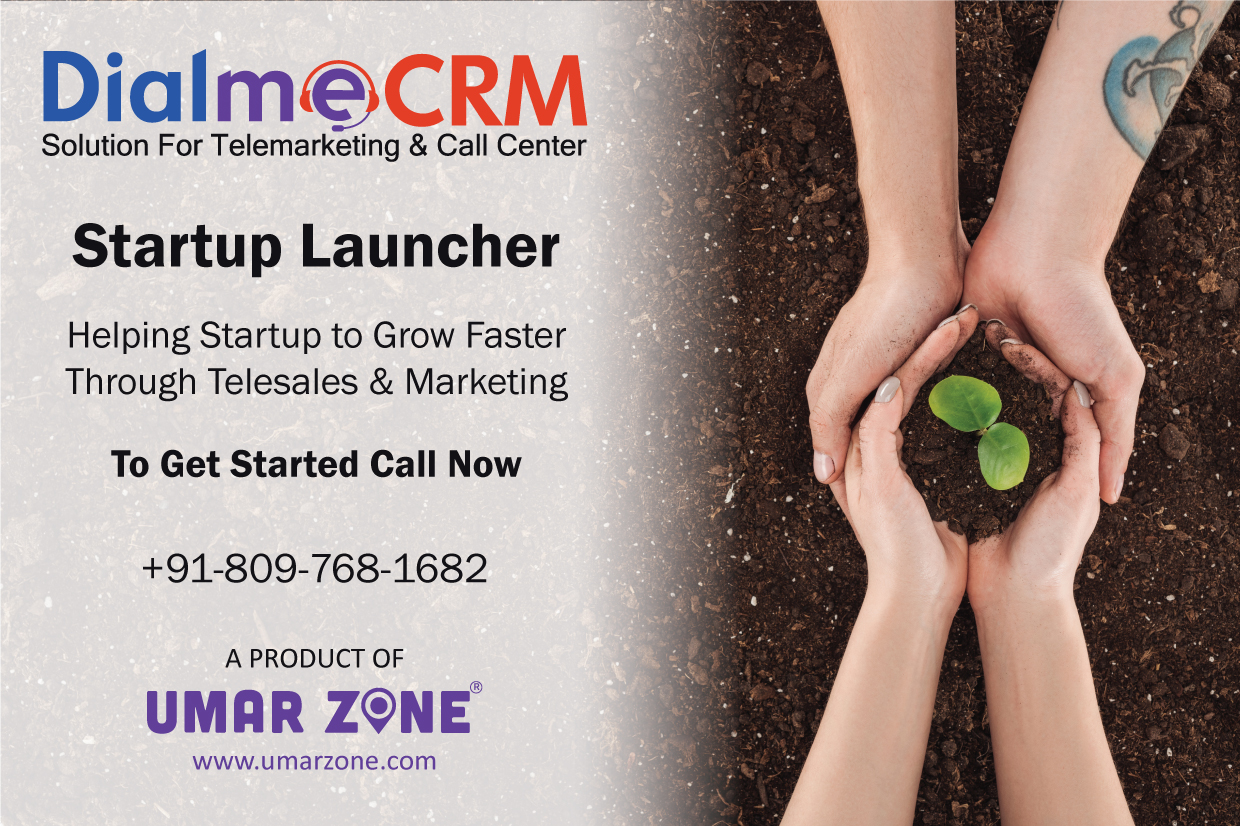 DialmeCRM
Solution For Telemarketing & Call Center
Startup Launcher
Helping Startup to Grow Faster
Through Telesales & Marketing
To Get Started Call Now
+91-809-768-1682
A PRODUCT OF
UMAR ZONE®
www.umarzone.com